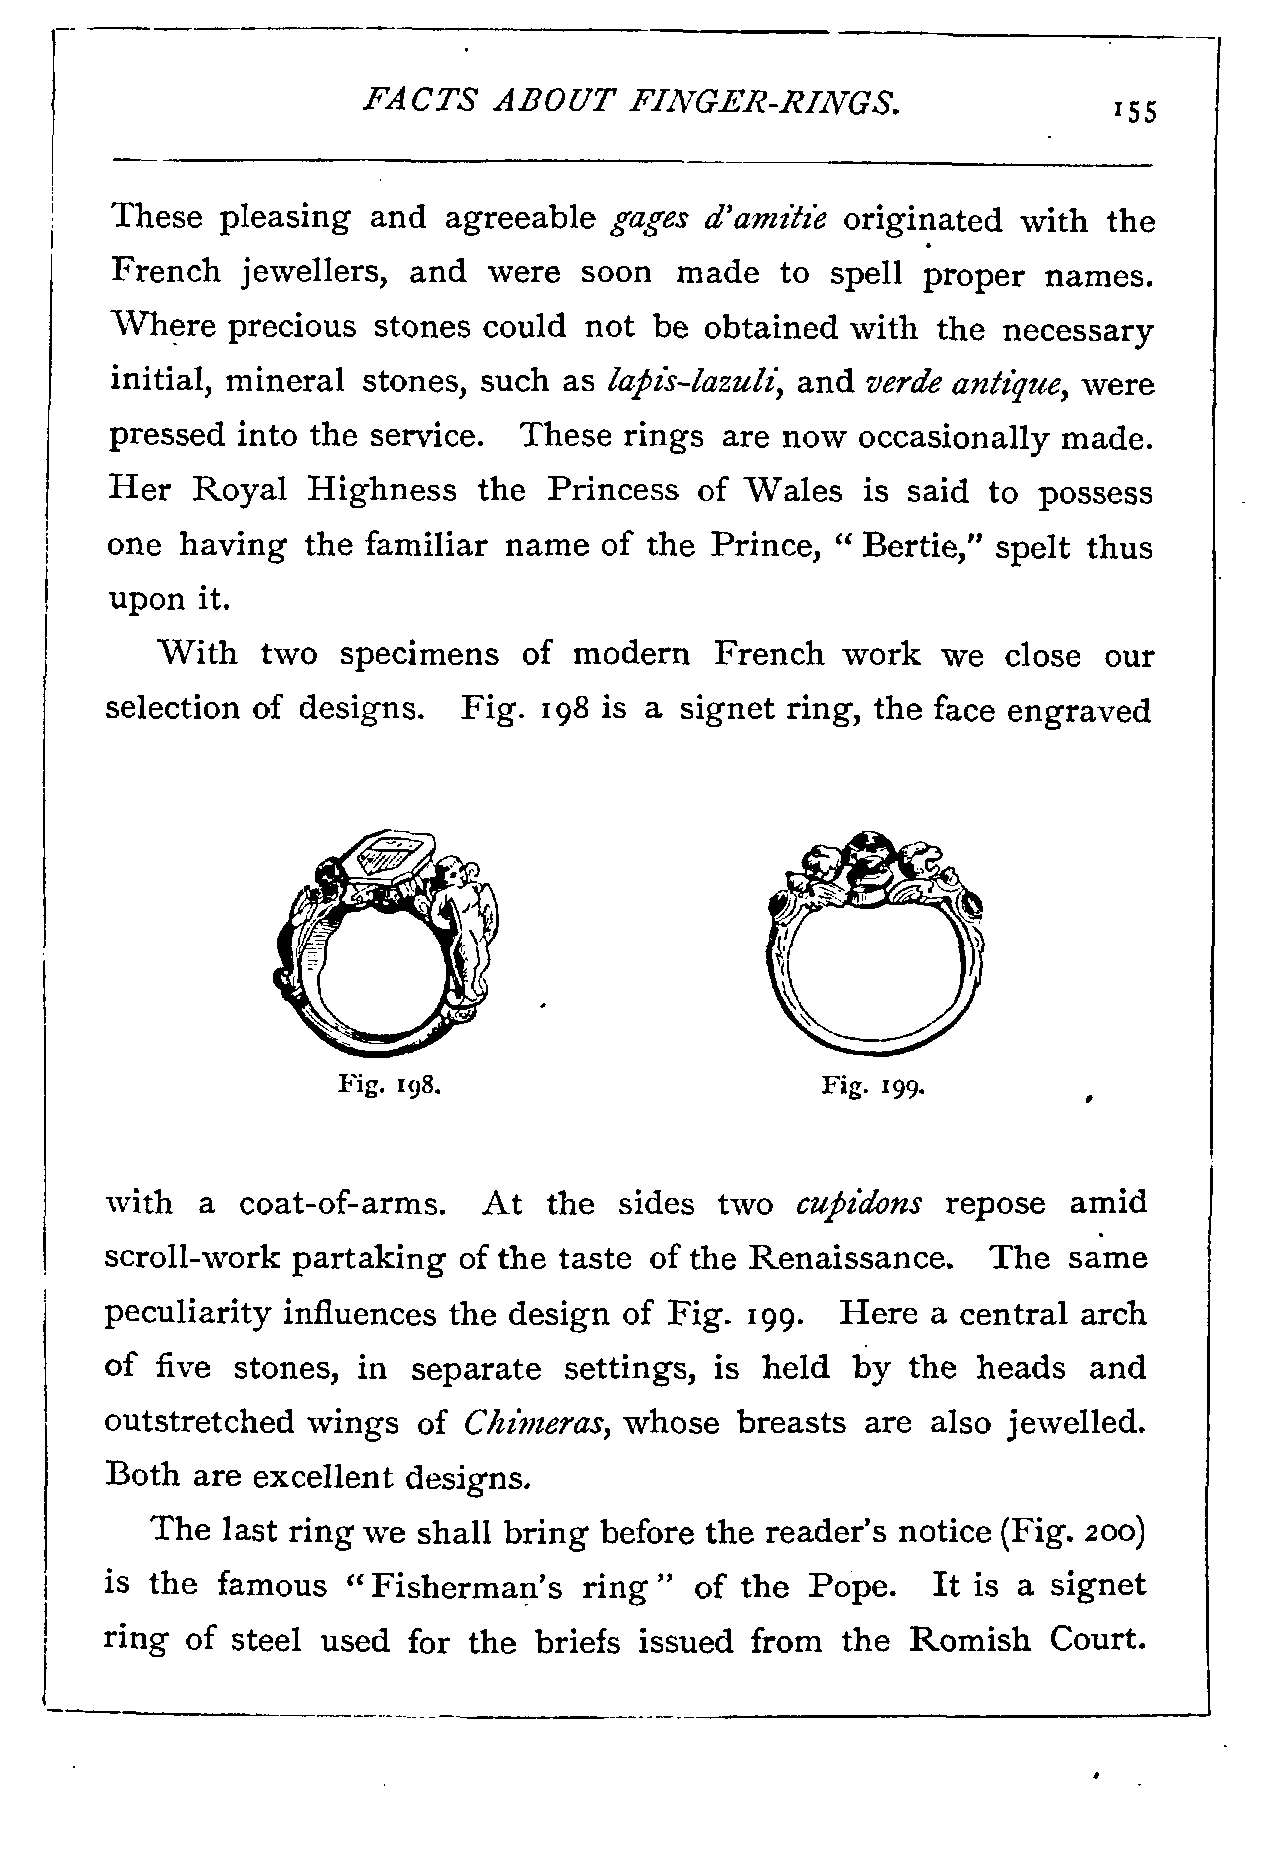 FACTS ABOUT FINGER-RINGS.
155
These pleasing and agreeable gages d'amitie originated with the
French jewellers, and were soon made to spell proper names.
Where precious stones could not be obtained with the necessary
initial, mineral stones, such as lapis-lazuli, and verde antique, were
pressed into the service. These rings are now occasionally made.
Her Royal Highness the Princess of Wales is said to possess
one having the familiar name of the Prince, “ Bertie,” spelt thus
upon it.
With two specimens of modern French work we close our
selection of designs. Fig. 198 is a signet ring, the face engraved
Fig. 198.
Fig. 199.
with a coat-of-arms. At the sides two cupidons repose amid
scroll-work partaking of the taste of the Renaissance. The same
peculiarity influences the design of Fig. 199. Here a central arch
of five stones, in separate settings, is held by the heads and
outstretched wings of Chimeras, whose breasts are also jewelled.
Both are excellent designs.
The last ring we shall bring before the reader's notice (Fig. 200)
is the famous “Fisherman's ring” of the Pope. It is a signet
ring of steel used for the briefs issued from the Romish Court.